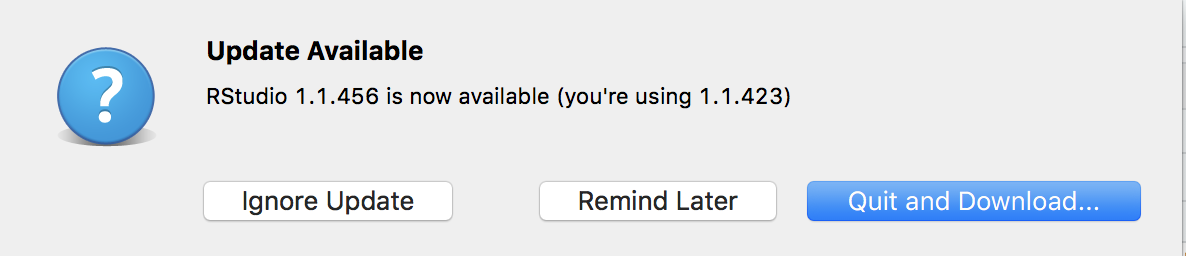 Update Available
RStudio 1.1.456 is now available (you're using 1.1.423)
Ignore Update Remind Later Quit and Download...